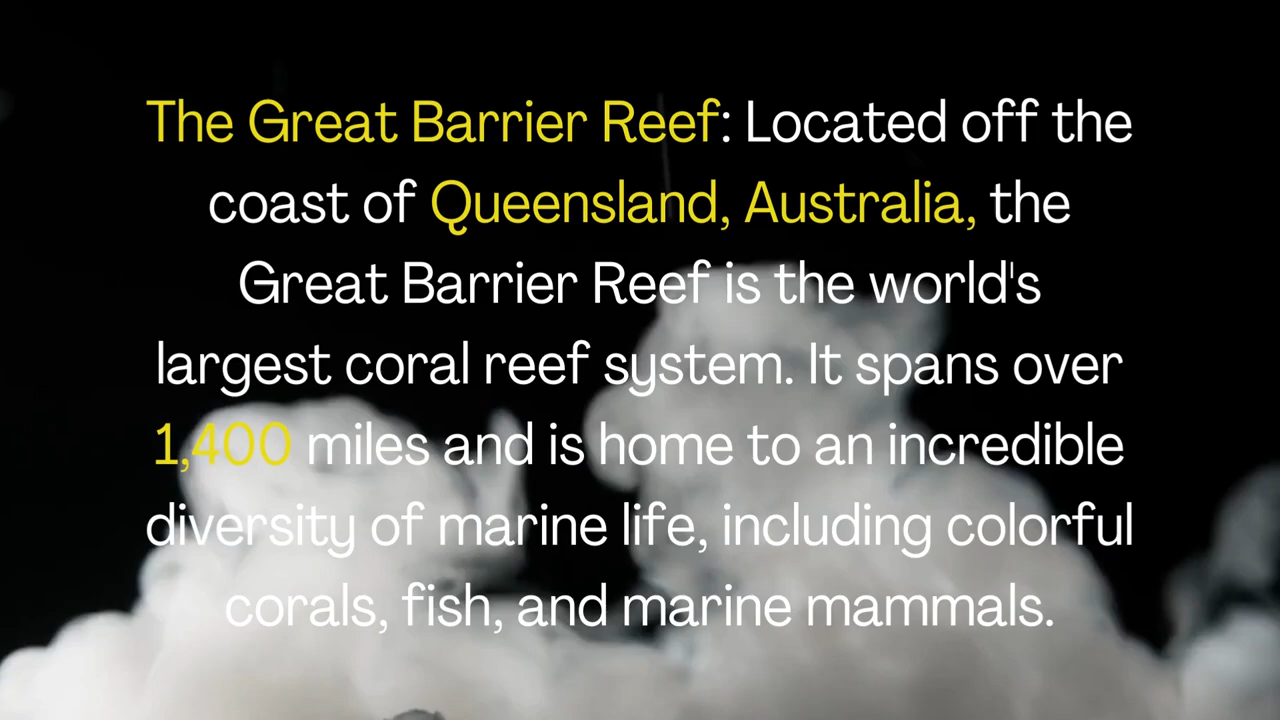 The Great Barrier Reef: Located off the
coast of Queensland, Australia, the
Great Barrier Reef is the world's
largest coral reef system. It spans over
1,400 miles and is home to an incredible
diversity of marine life, including colorful
corals, fish, and marine mammals.